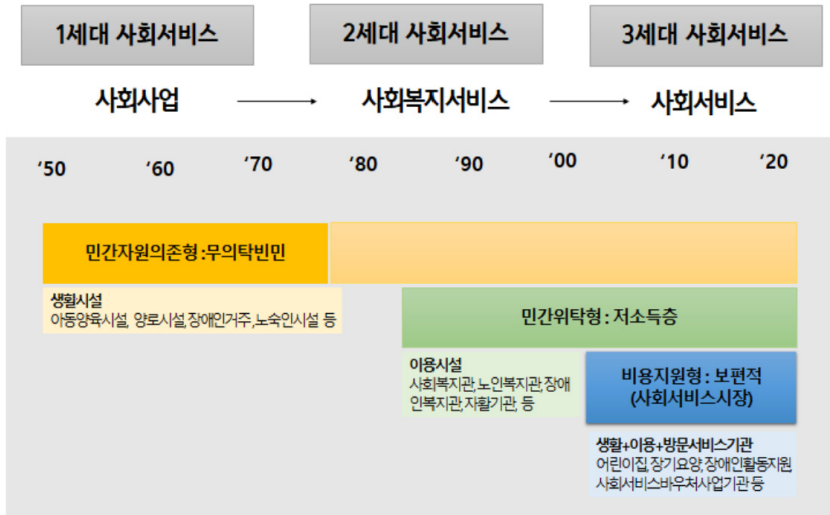 1세대 사회서비스
2세대 사회서비스
3세대 사회서비스
사회사업
사회복지서비스
사회서비스
'50 '60 '70 '80 '90 '00 '10 '20
민간자원의존형:무의탁빈민
생활시설
아동양육시설, 양로시설,장애인거주,노숙인시설 등
민간위탁형: 저소득층
이용시설
사회복지관,노인복지관,장애
인복지관,자활기관, 등
비용지원형: 보편적
(사회서비스시장)
생활+이용+방문서비스기관
어린이집,장기요양,장애인활동지원,
사회서비스바우처사업기관 등